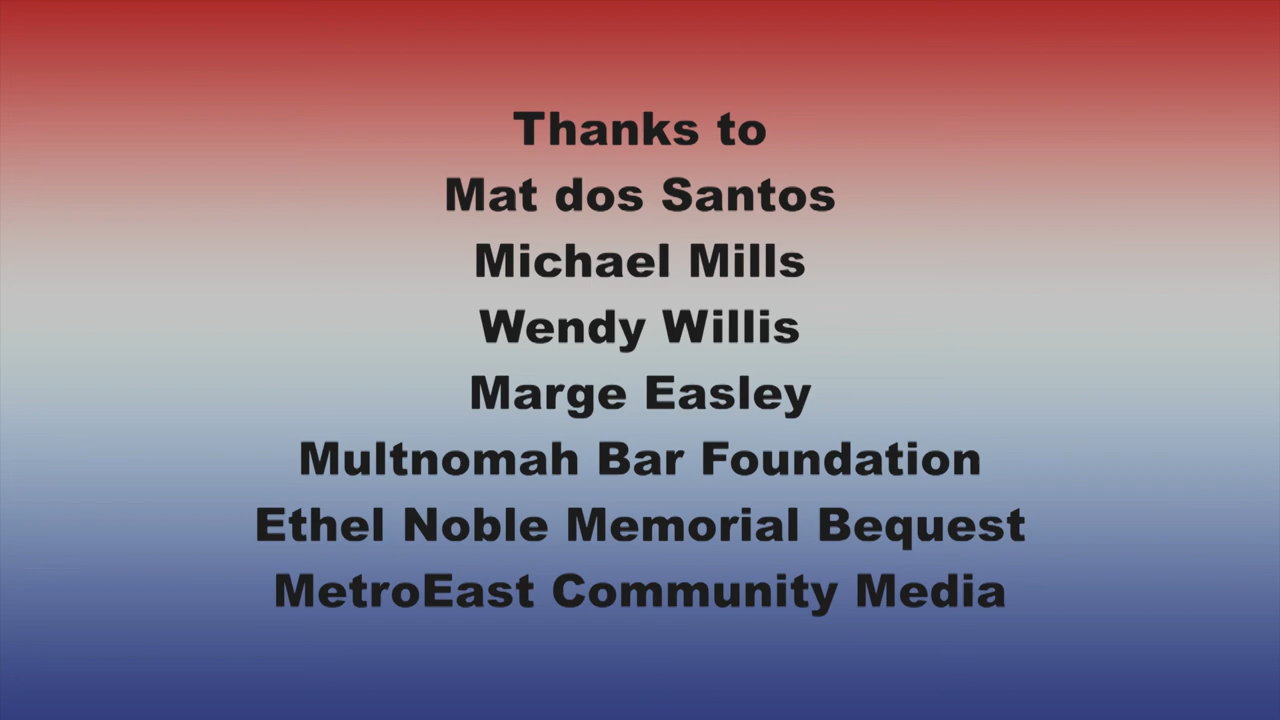 Thanks to
Mat dos Santos
Michael Mills
Wendy Willis
Marge Easley
Multnomah Bar Foundation
Ethel Noble Memorial Bequest
MetroEast Community Media